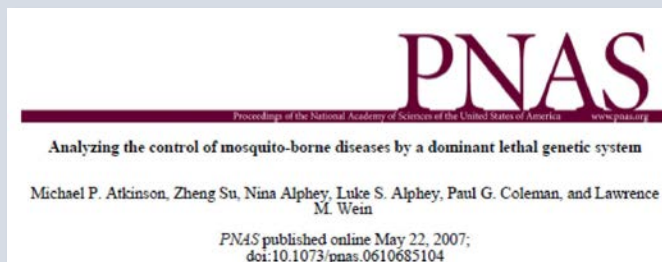 PNAS
Proceedings of the National Academy of Sciences of the United States of America www.pnas.org
Analyzing the control of mosquito-borne diseases by a dominant lethal genetic system
Michael P. Atkinson, Zheng Su, Nina Alphey, Luke S. Alphey, Paul G. Coleman, and Lawrence
M. Wein
PNAS published online May 22, 2007;
doi:10.1073/pnas.0610685104